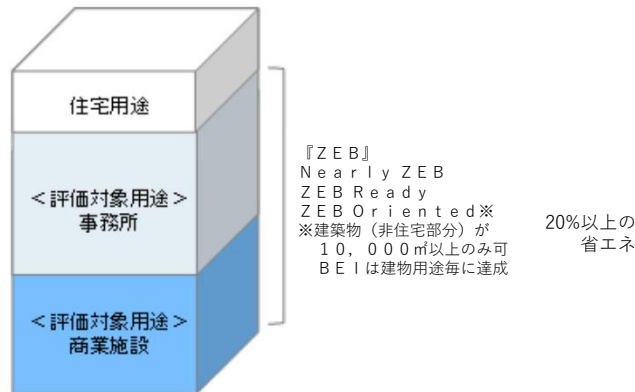 住宅用途
＜評価対象用途＞
事務所
＜評価対象用途＞
商業施設
『ＺＥＢ』
Ｎｅａｒｌｙ ＺＥＢ
ＺＥＢ Ｒｅａｄｙ
ＺＥＢ Ｏｒｉｅｎｔｅｄ※
※建築物（非住宅部分）が
１０，０００㎡以上のみ可
ＢＥＩは建物用途毎に達成
20%以上の
省エネ